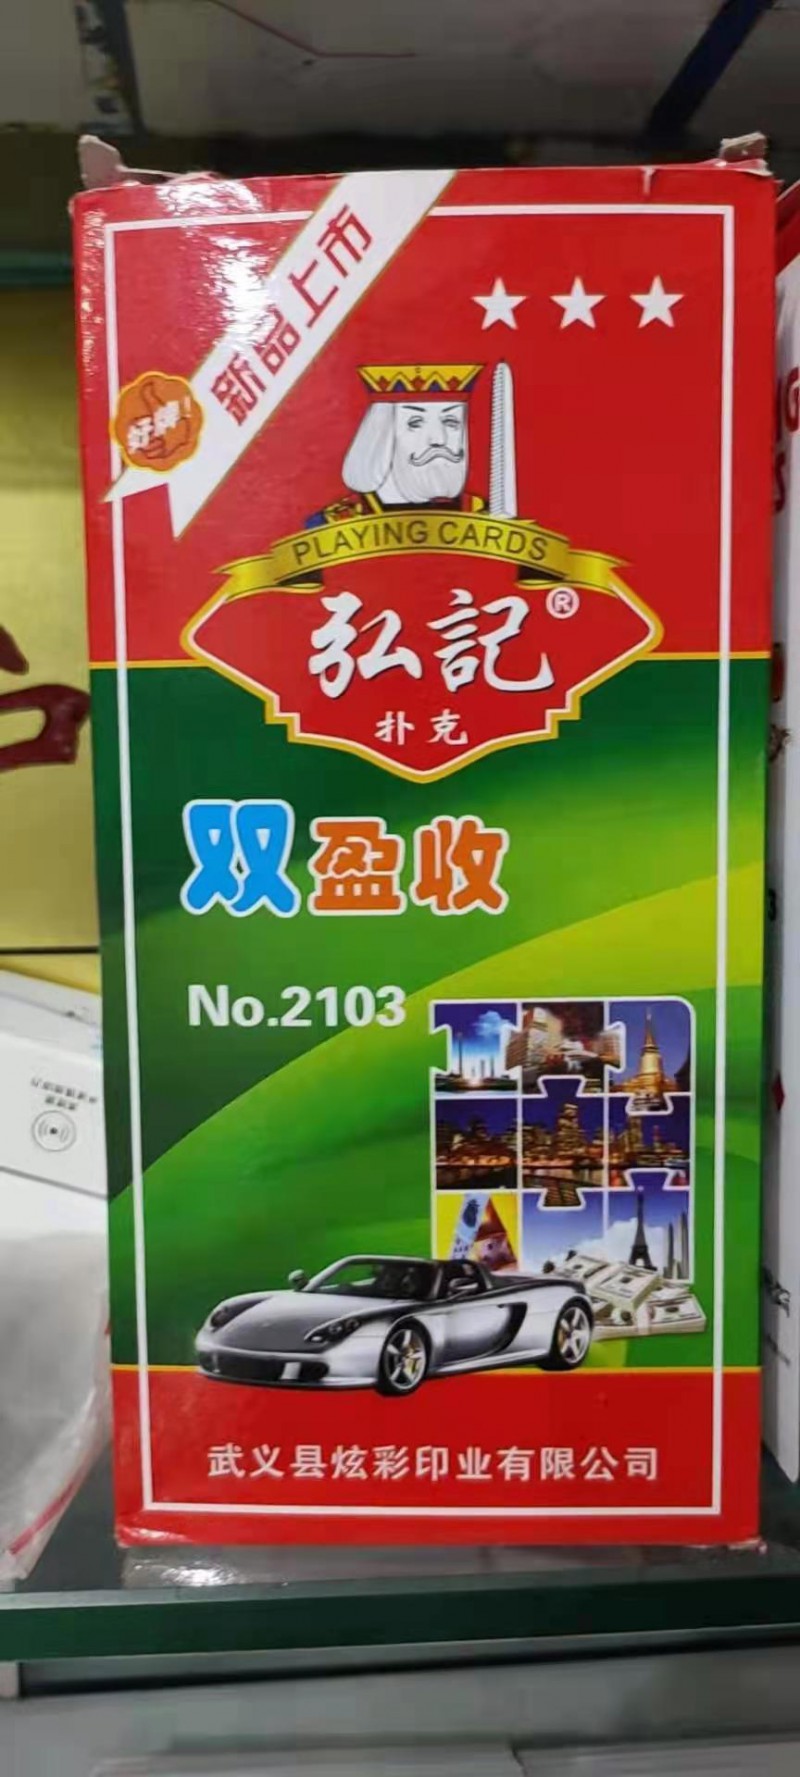 新品上市
好牌!
PLAYING CARDS
弘記®
扑克
双盈收
No.2103
武义县炫彩印业有限公司